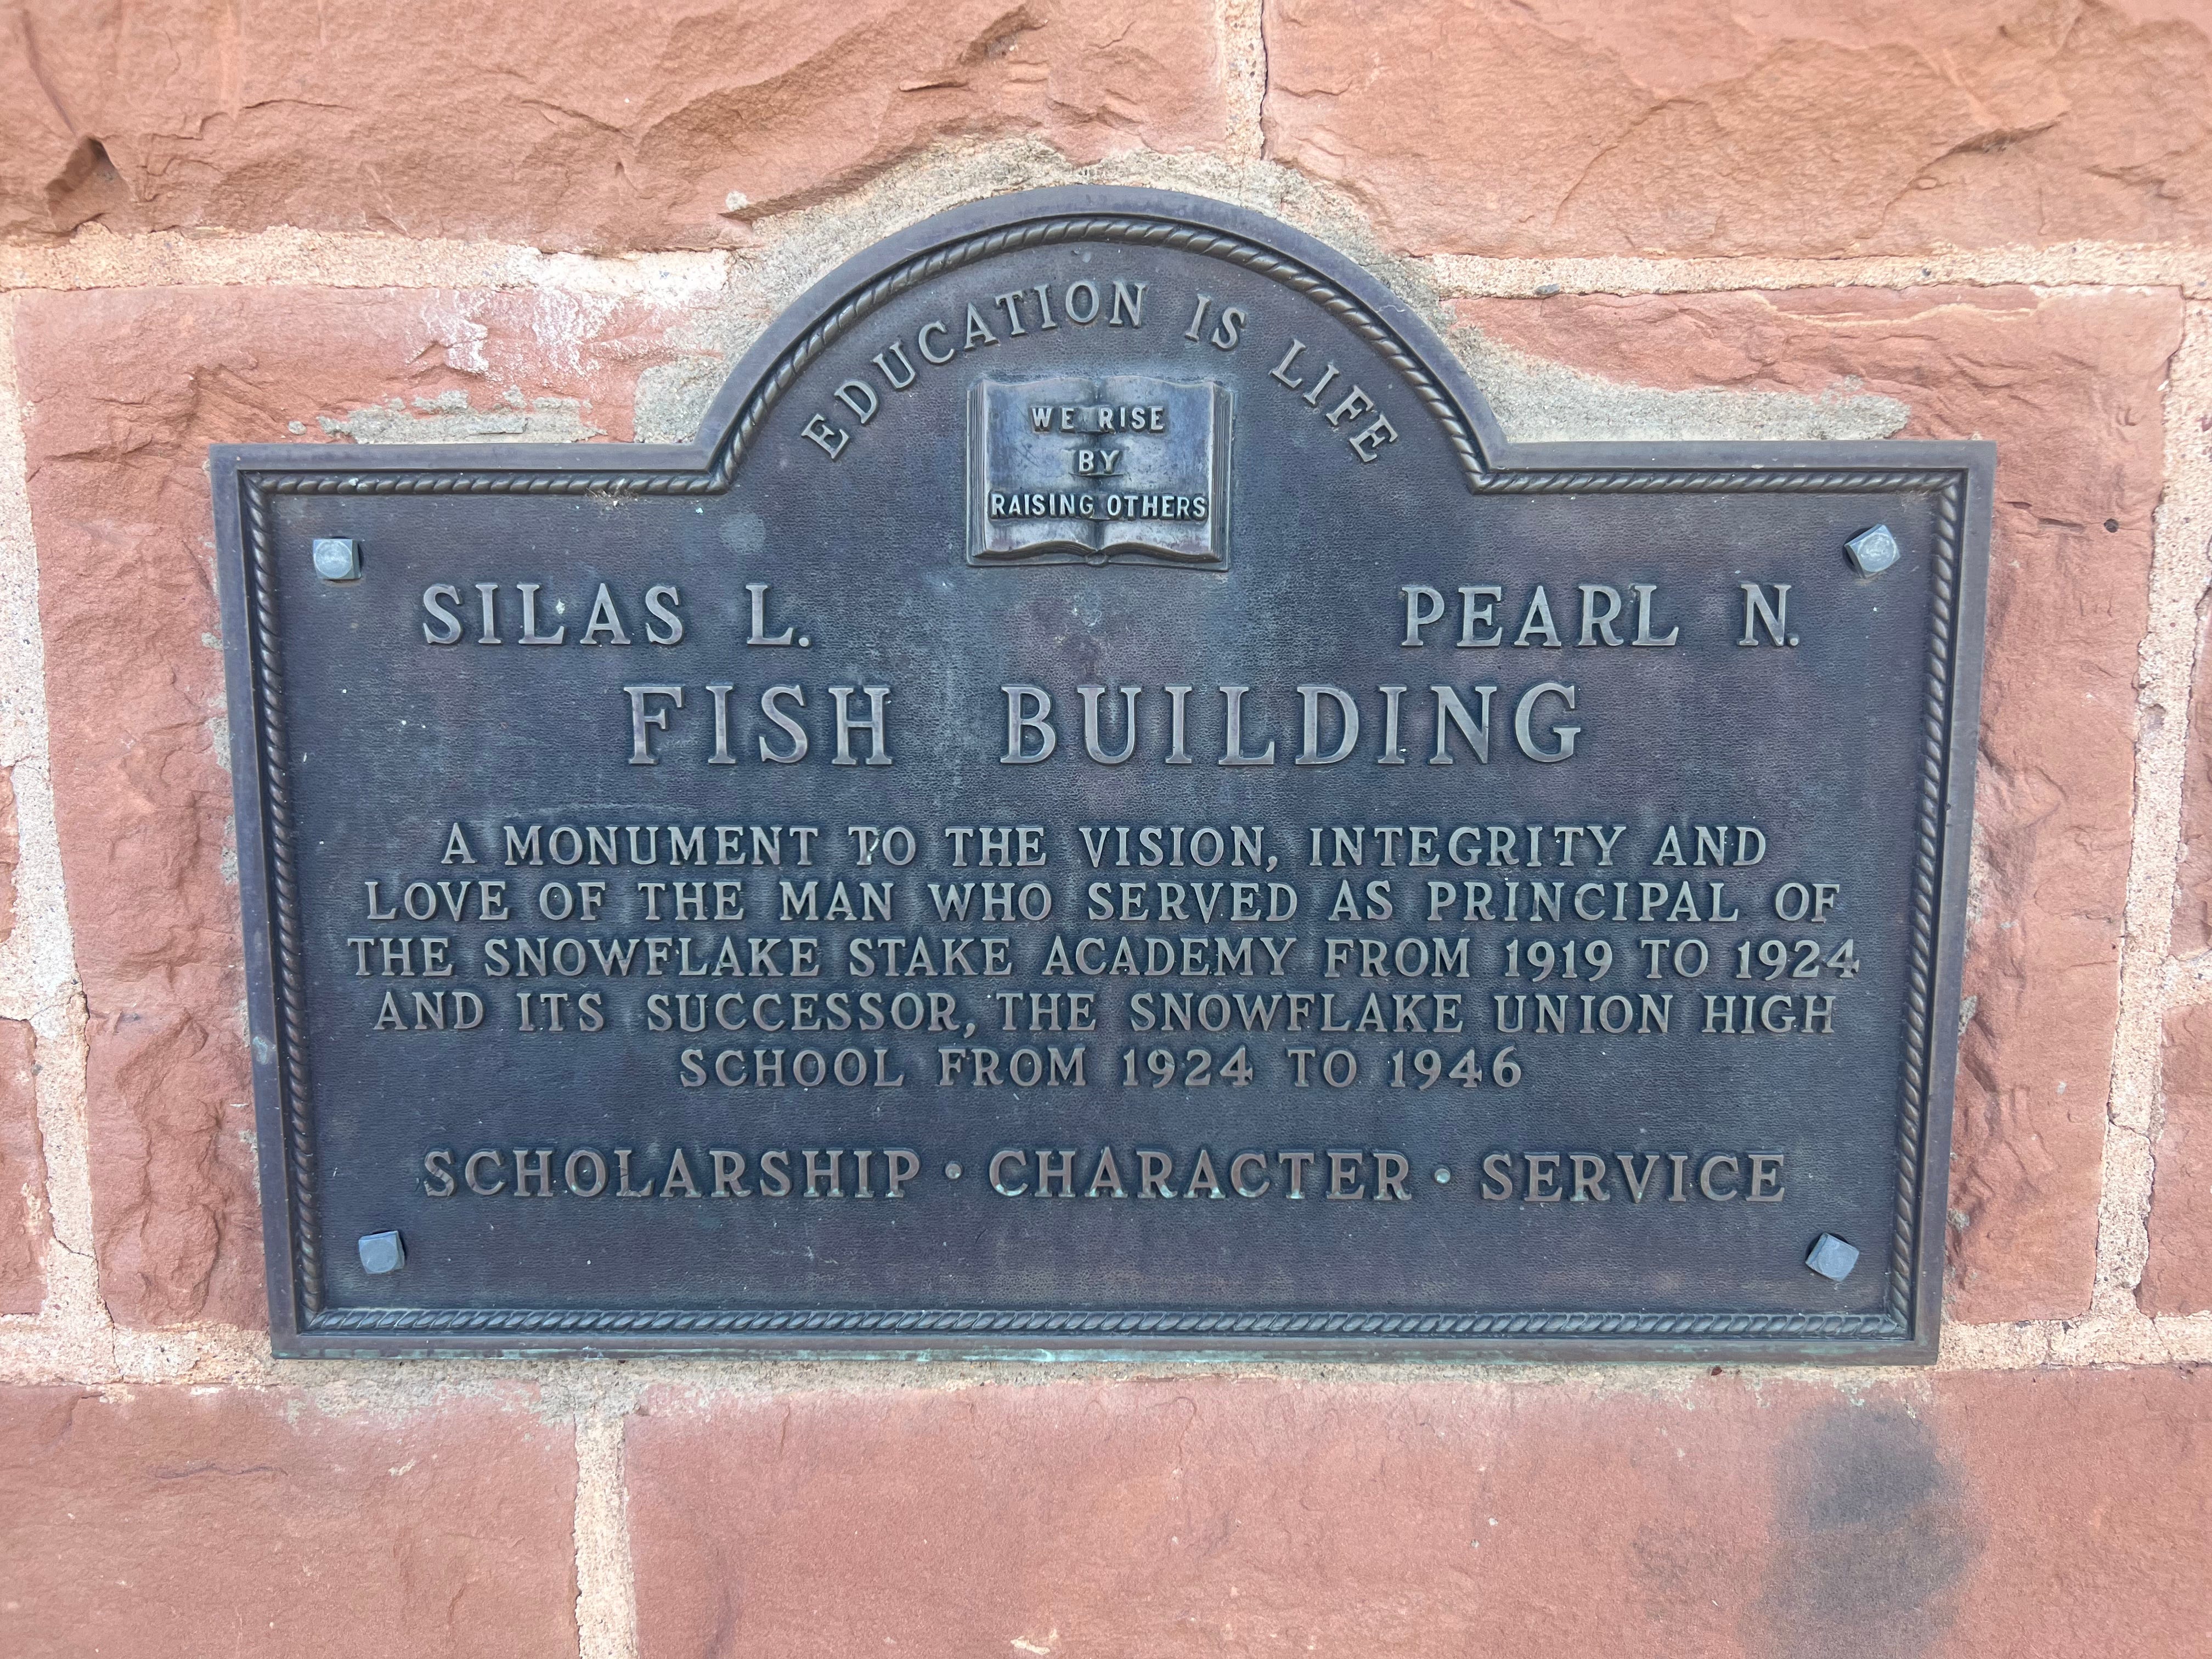 EDUCATION IS LIFE
WE RISE
BY
RAISING OTHERS
SILAS L. PEARL N.
FISH BUILDING
A MONUMENT TO THE VISION, INTEGRITY AND
LOVE OF THE MAN WHO SERVED AS PRINCIPAL OF
THE SNOWFLAKE STAKE ACADEMY FROM 1919 TO 1924
AND ITS SUCCESSOR, THE SNOWFLAKE UNION HIGH
SCHOOL FROM 1924 TO 1946
SCHOLARSHIP · CHARACTER · SERVICE